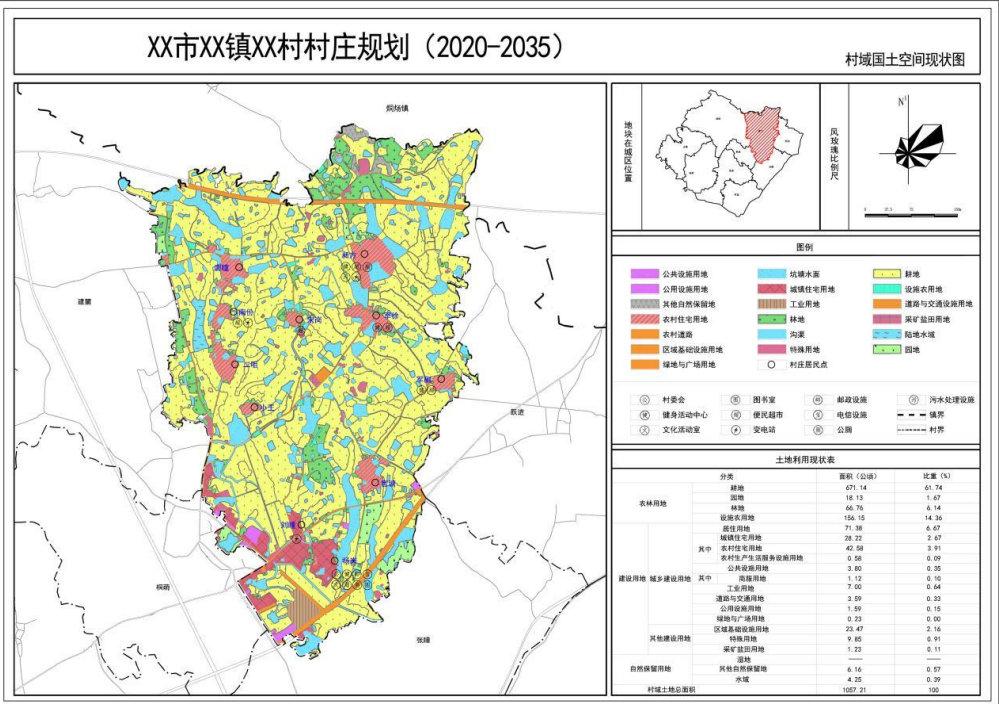 XX市XX镇XX村村庄规划（2020-2035）
村域国土空间现状图
炯炀镇
建麓
跃进
桐萌
张疃
三宅
小王
刘疃
地块在城区位置
风玫瑰比例尺
N
图例
公共设施用地
坑塘水面
耕地
公用设施用地
城镇住宅用地
设施农用地
其他自然保留地
工业用地
道路与交通设施用地
农村住宅用地
林地
采矿盐田用地
农村道路
沟渠
陆地水域
区域基础设施用地
特殊用地
园地
绿地与广场用地
村庄居民点
村委会
图书室
邮政设施
污水处理设施
健身活动中心
便民超市
电信设施
镇界
文化活动室
变电站
公厕
村界
土地利用现状表
分类 面积（公顷） 比重（%）
农林用地
耕地 671.14 61.74
园地 18.13 1.67
林地 66.76 6.14
设施农用地 156.15 14.36
建设用地 城乡建设用地
居住用地 71.38 6.67
其中
城镇住宅用地 28.22 2.67
农村住宅用地 42.58 3.91
农村生产生活服务设施用地 0.58 0.09
公共设施用地 3.80 0.35
其中 商服用地 1.12 0.10
工业用地 7.00 0.64
道路与交通用地 3.59 0.33
公用设施用地 1.59 0.15
绿地与广场用地 0.23 0.00
其他建设用地
区域基础设施用地 23.47 2.16
特殊用地 9.85 0.91
采矿盐田用地 1.23 0.11
自然保留用地
湿地 —— ——
其他自然保留地 6.16 0.57
水域 4.25 0.39
村域土地总面积 1057.21 100